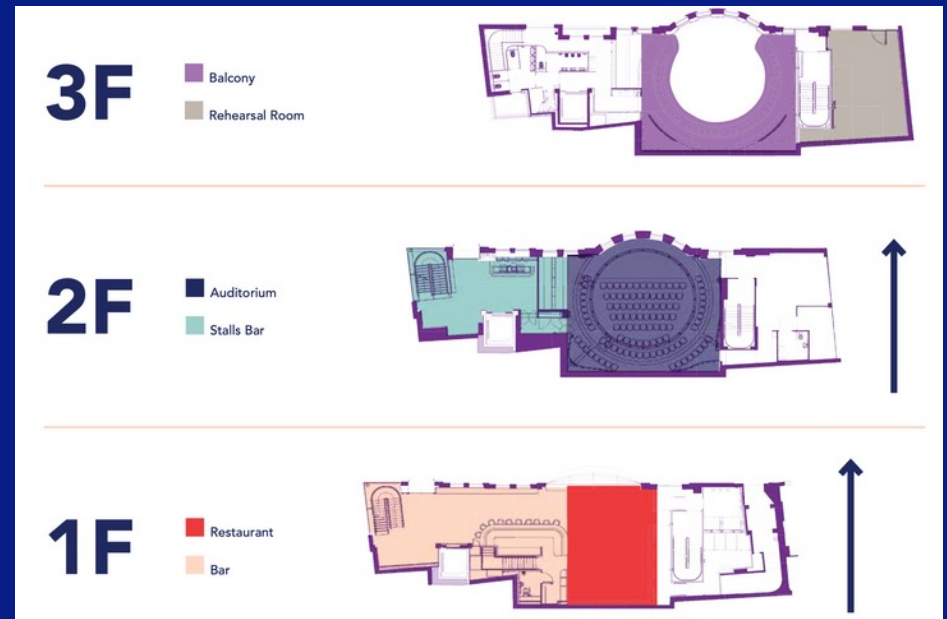 3F
Balcony
Rehearsal Room
2F
Auditorium
Stalls Bar
1F
Restaurant
Bar